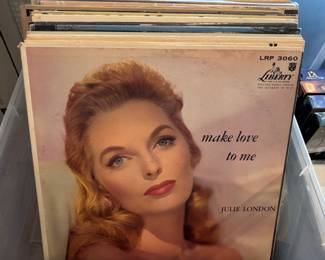 LRP 3060
LIBERTY
make love
to me
JULIE LONDON